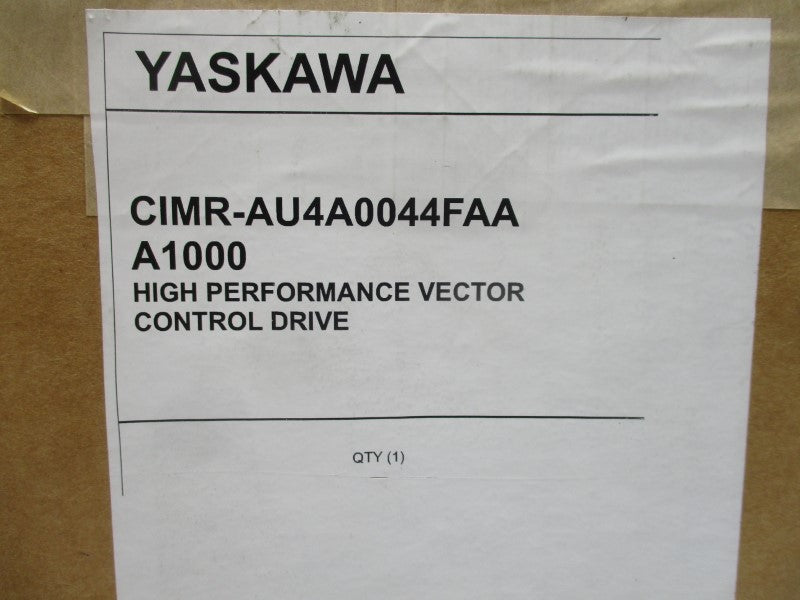 YASKAWA
CIMR-AU4A0044FAA
A1000
HIGH PERFORMANCE VECTOR
CONTROL DRIVE
QTY (1)